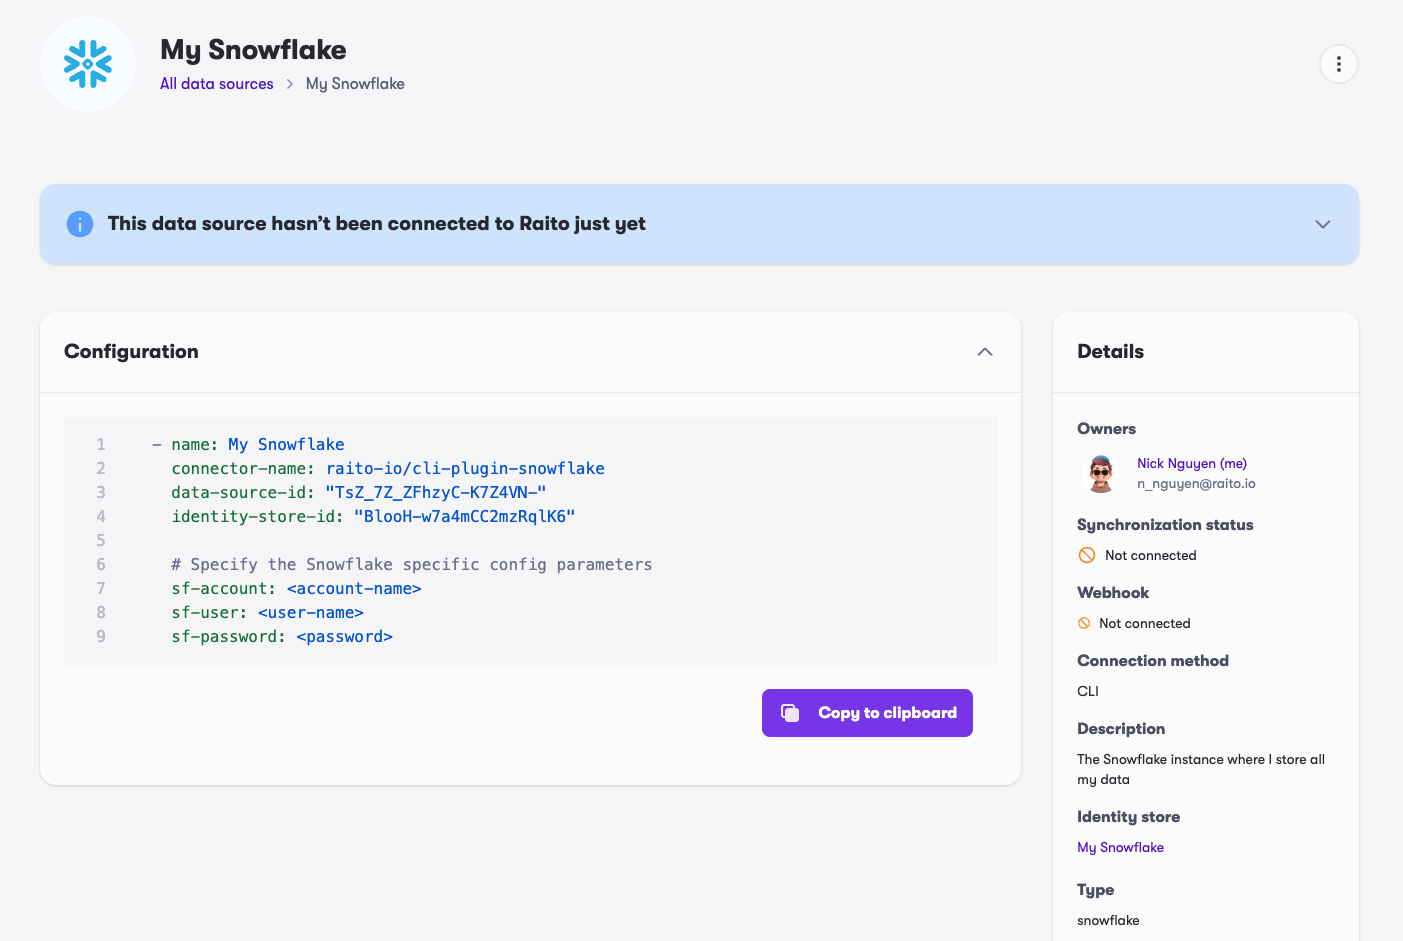 My Snowflake
All data sources > My Snowflake
This data source hasn’t been connected to Raito just yet
Configuration
1 - name: My Snowflake
2 connector-name: raito-io/cli-plugin-snowflake
3 data-source-id: "TsZ_7Z_ZFhzyC-K7Z4VN-"
4 identity-store-id: "BlooH-w7a4mCC2mzRqlK6"
5
6 # Specify the Snowflake specific config parameters
7 sf-account: <account-name>
8 sf-user: <user-name>
9 sf-password: <password>
Copy to clipboard
Details
Owners
Nick Nguyen (me)
n_nguyen@raito.io
Synchronization status
Not connected
Webhook
Not connected
Connection method
CLI
Description
The Snowflake instance where I store all
my data
Identity store
My Snowflake
Type
snowflake